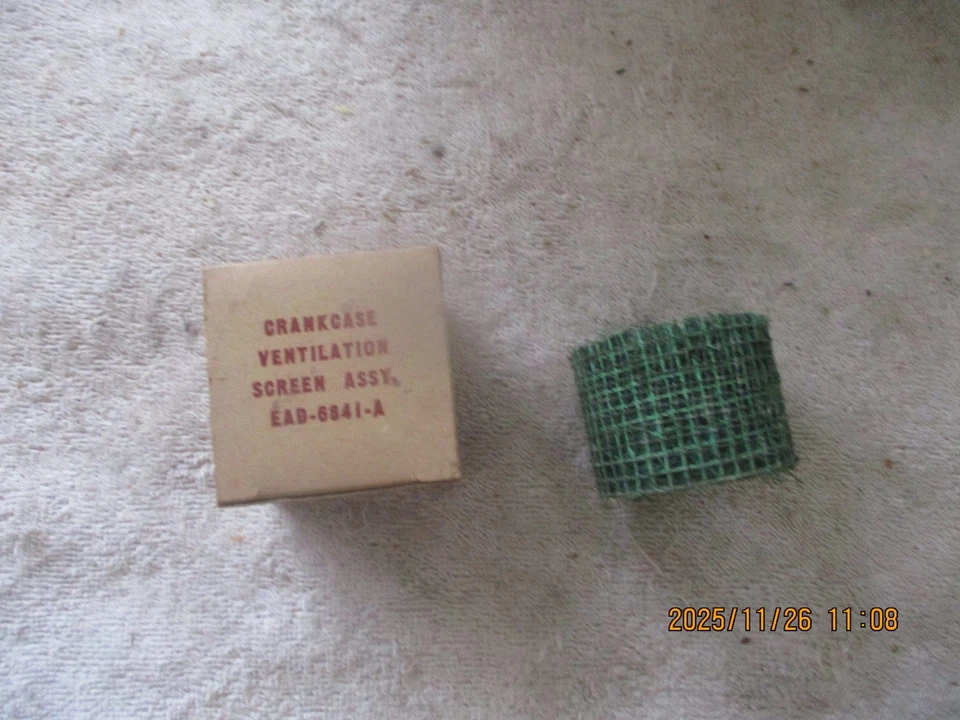 CRANKCASE
VENTILATION
SCREEN ASSY.
EAD-6841-A
2025/11/26 11:08